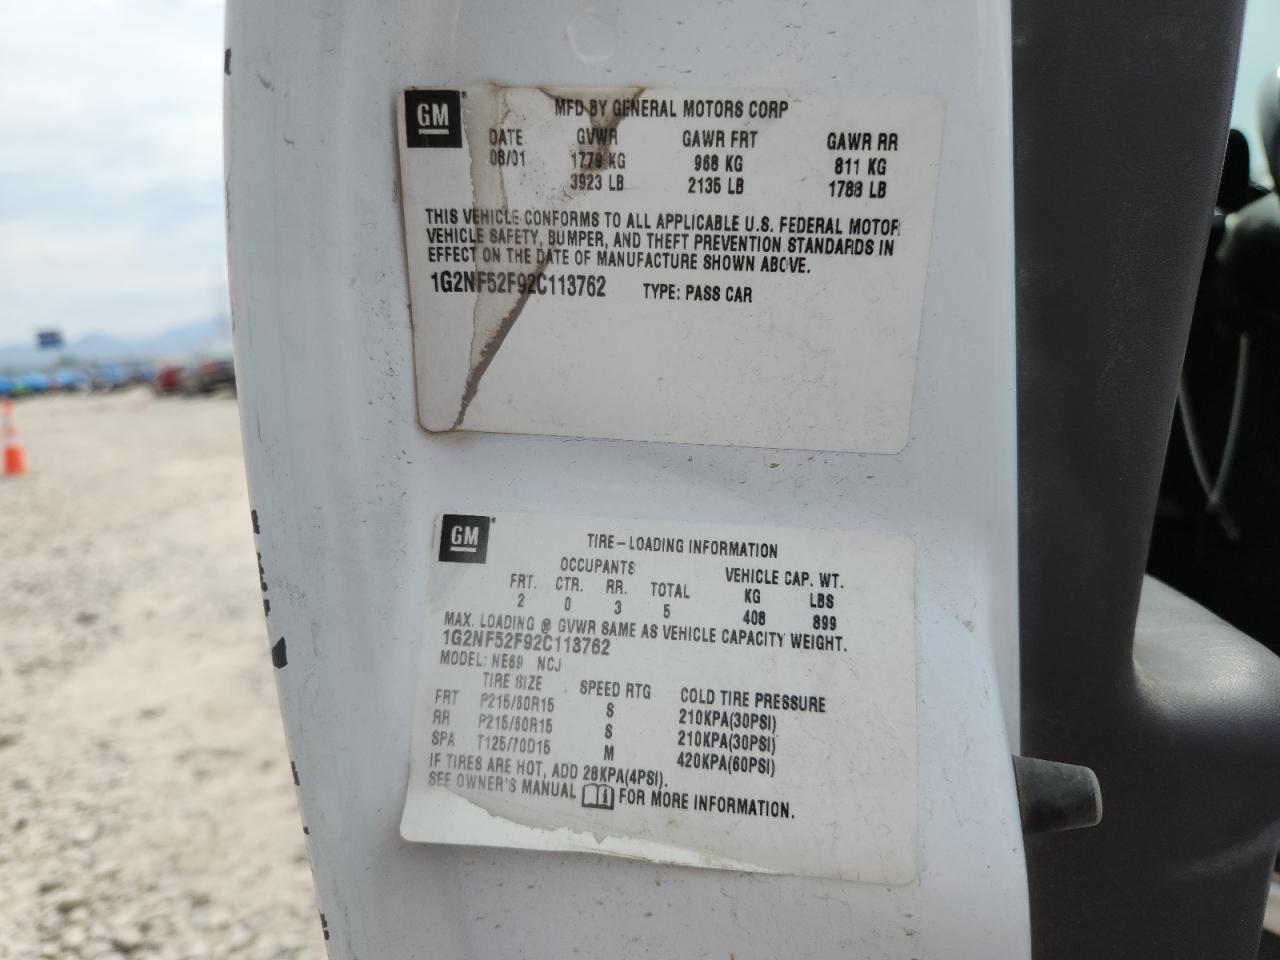 GM
MFD BY GENERAL MOTORS CORP
DATE GVWR GAWR FRT GAWR RR
08/01 1779 KG 968 KG 811 KG
3923 LB 2135 LB 1788 LB
THIS VEHICLE CONFORMS TO ALL APPLICABLE U.S. FEDERAL MOTOR
VEHICLE SAFETY, BUMPER, AND THEFT PREVENTION STANDARDS IN
EFFECT ON THE DATE OF MANUFACTURE SHOWN ABOVE.
1G2NF52F92C113762 TYPE: PASS CAR
GM
TIRE-LOADING INFORMATION
OCCUPANTS VEHICLE CAP. WT.
FRT. CTR. RR. TOTAL KG LBS
2 0 3 5 408 899
MAX. LOADING @ GVWR SAME AS VEHICLE CAPACITY WEIGHT.
1G2NF52F92C113762
MODEL: NE69 NCJ
TIRE SIZE SPEED RTG COLD TIRE PRESSURE
FRT P215/60R15 S 210KPA(30PSI)
RR P215/60R15 S 210KPA(30PSI)
SPA T125/70D15 M 420KPA(60PSI)
IF TIRES ARE HOT, ADD 28KPA(4PSI).
SEE OWNER'S MANUAL FOR MORE INFORMATION.